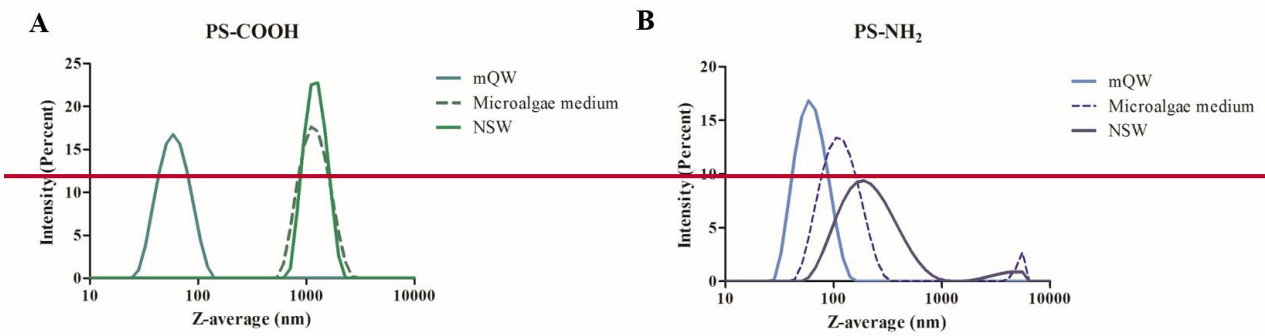 A
PS-COOH
25
20
15
10
5
0
Intensity (Percent)
10 100 1000 10000
Z-average (nm)
mQW
Microalgae medium
NSW
B
PS-NH₂
20
15
10
5
0
Intensity (Percent)
10 100 1000 10000
Z-average (nm)
mQW
Microalgae medium
NSW